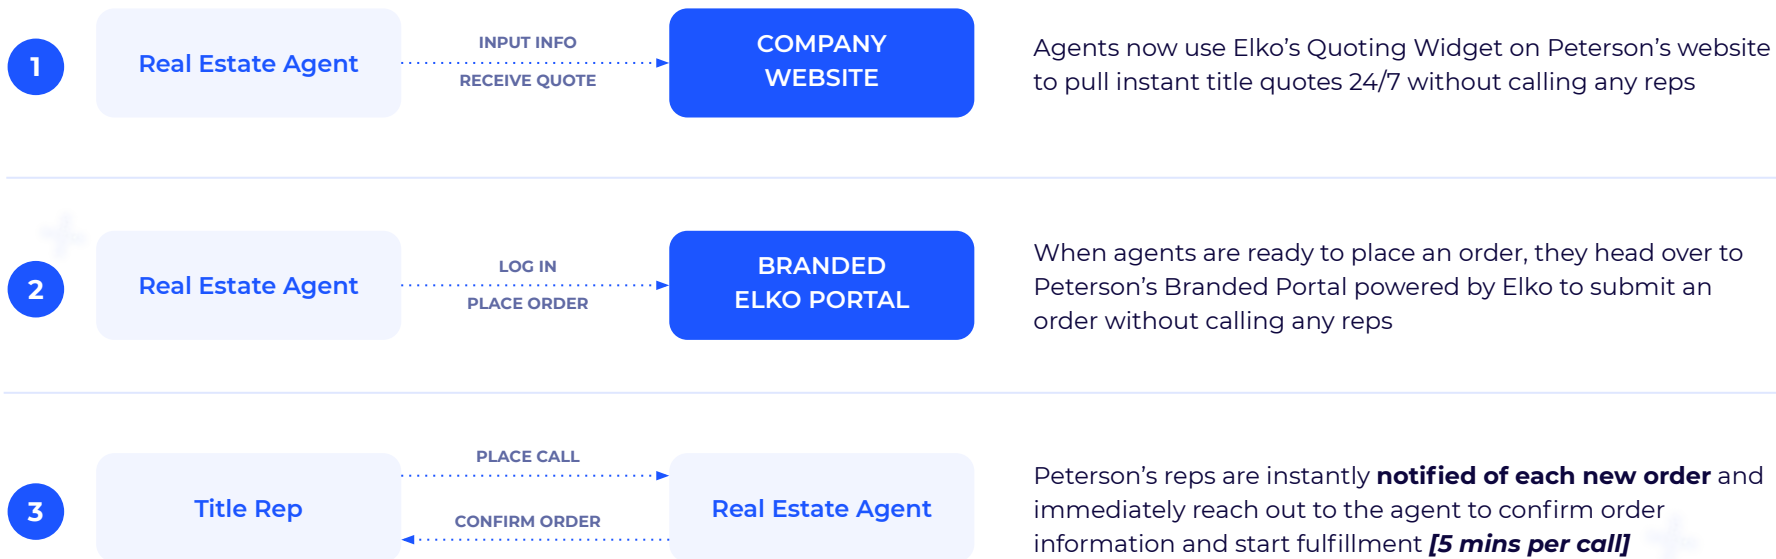 1
Real Estate Agent
INPUT INFO
RECEIVE QUOTE
COMPANY
WEBSITE
Agents now use Elko’s Quoting Widget on Peterson’s website
to pull instant title quotes 24/7 without calling any reps
2
Real Estate Agent
LOG IN
PLACE ORDER
BRANDED
ELKO PORTAL
When agents are ready to place an order, they head over to
Peterson’s Branded Portal powered by Elko to submit an
order without calling any reps
3
Title Rep
PLACE CALL
CONFIRM ORDER
Real Estate Agent
Peterson’s reps are instantly notified of each new order and
immediately reach out to the agent to confirm order
information and start fulfillment [5 mins per call]